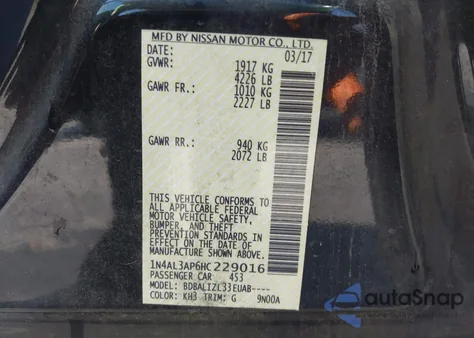 MFD BY NISSAN MOTOR CO., LTD.
DATE: 03/17
GVWR: 1917 KG
4226 LB
GAWR FR.: 1010 KG
2227 LB
GAWR RR.: 940 KG
2072 LB
THIS VEHICLE CONFORMS TO
ALL APPLICABLE FEDERAL
MOTOR VEHICLE SAFETY,
BUMPER, AND THEFT
PREVENTION STANDARDS IN
EFFECT ON THE DATE OF
MANUFACTURE SHOWN ABOVE.
1N4AL3AP6HC229016
PASSENGER CAR 453
MODEL: BDBALIZL33EUAB----
COLOR: KH3 TRIM: G 9N00A
autoSnap
www.autosnap.cc